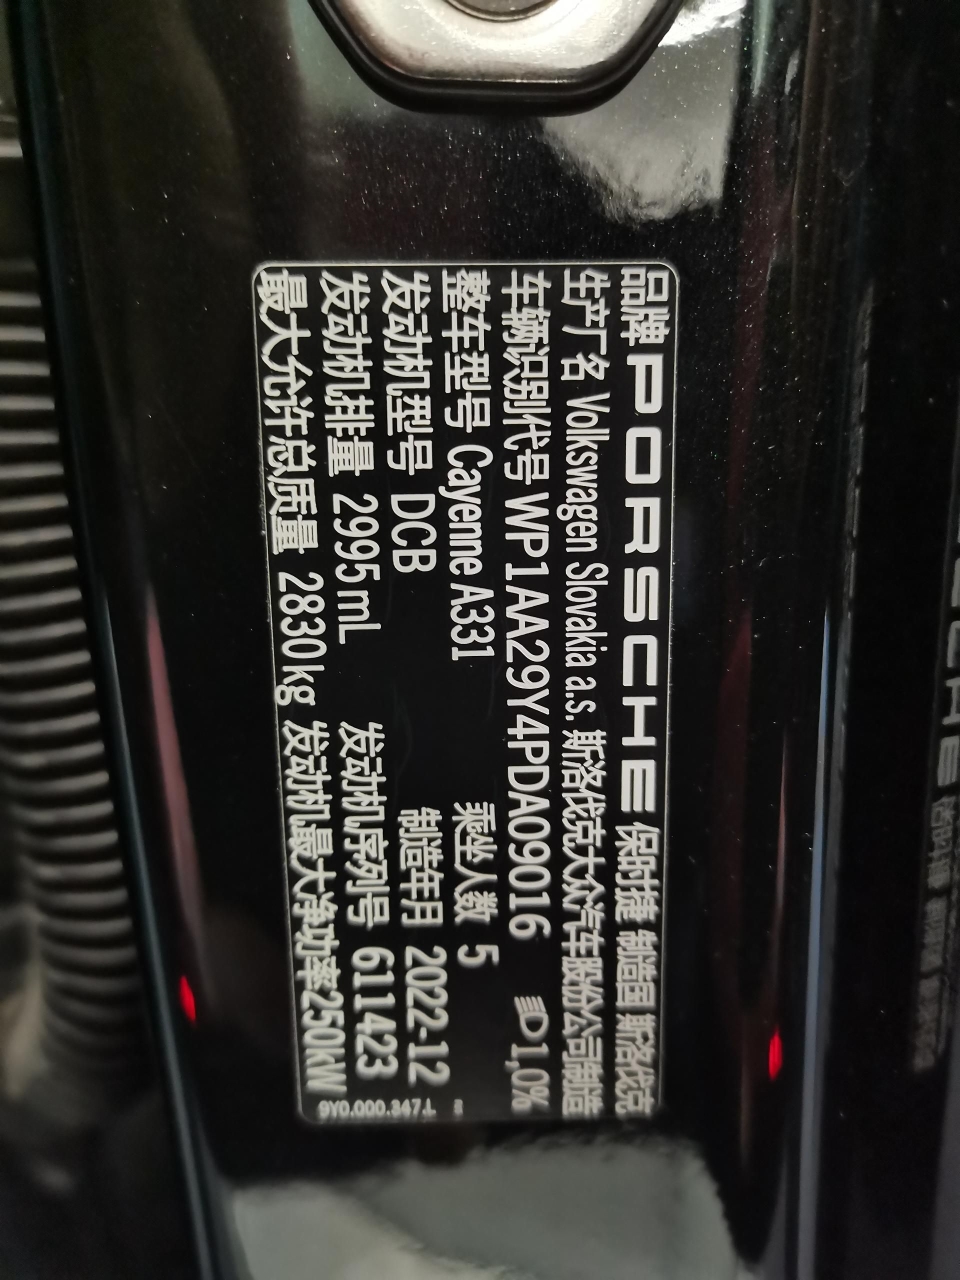 品牌 PORSCHE 保时捷 制造国 斯洛伐克
生产厂名 Volkswagen Slovakia a.s. 斯洛伐克大众汽车股份公司制造
车辆识别代号 WP1AA29Y4PDA09016 1,0%
整车型号 Cayenne A331 乘坐人数 5
发动机型号 DCB 制造年月 2022-12
发动机排量 2995mL 发动机序列号 611423
最大允许总质量 2830kg 发动机最大净功率250kW
9Y0.000.347.L